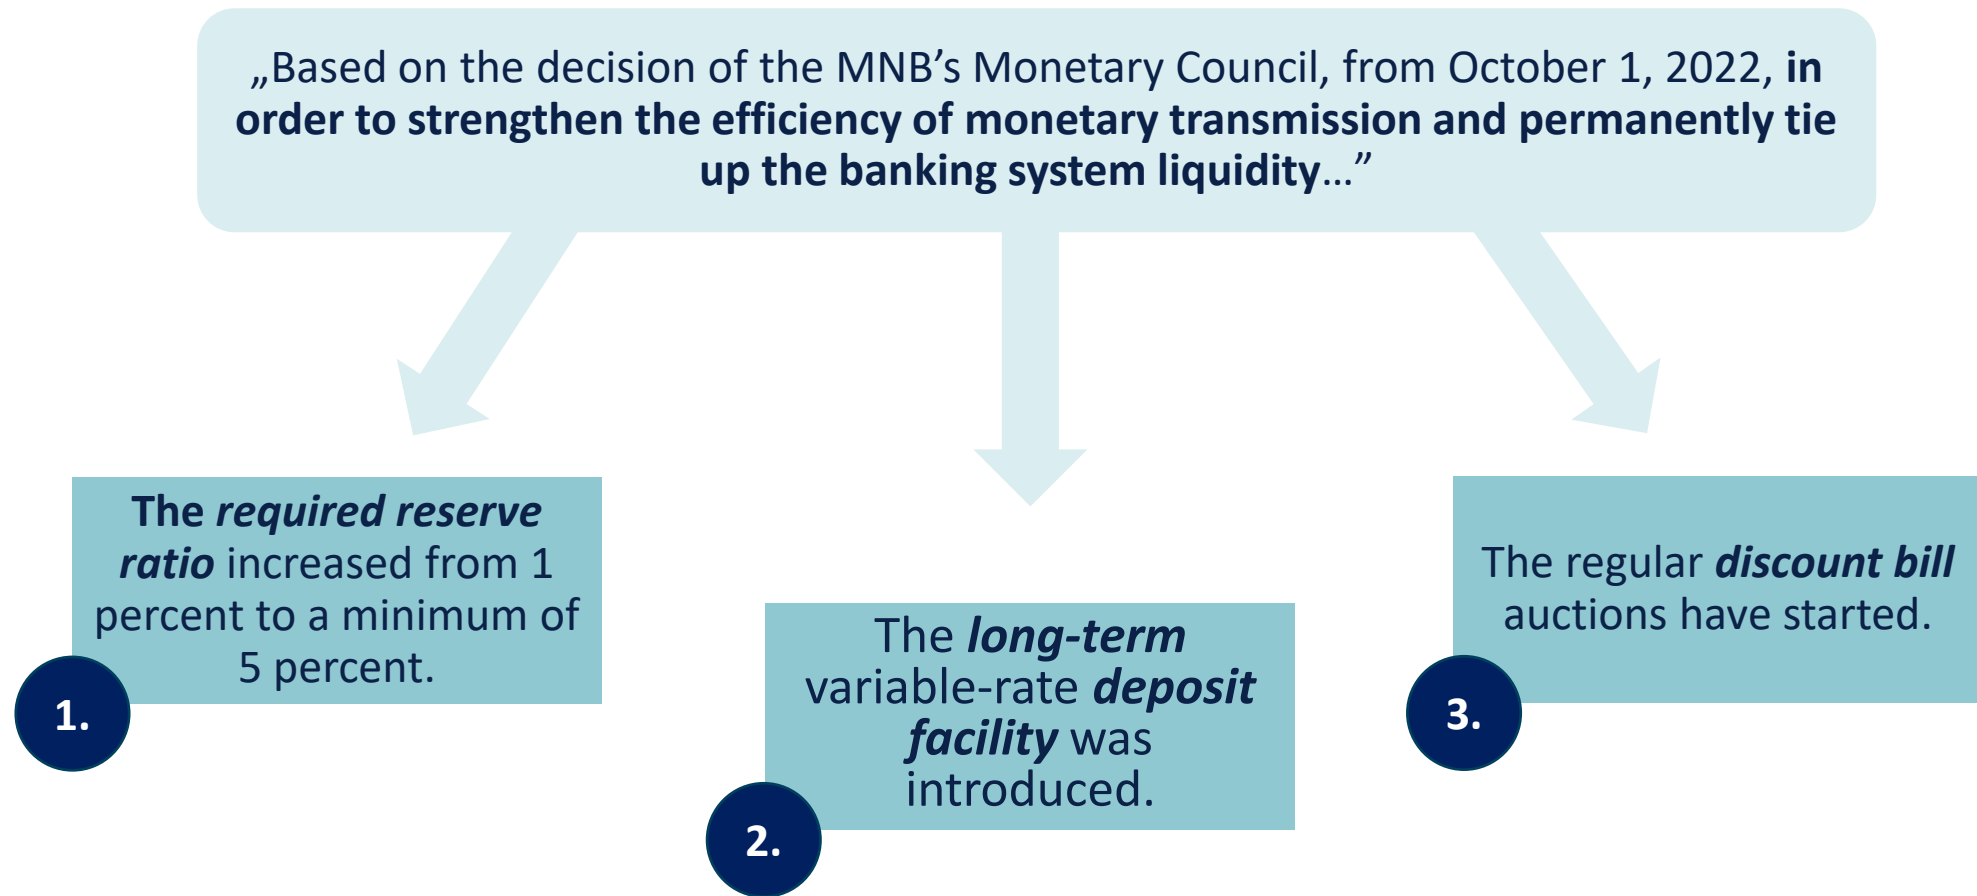 „Based on the decision of the MNB’s Monetary Council, from October 1, 2022, in
order to strengthen the efficiency of monetary transmission and permanently tie
up the banking system liquidity…”
The required reserve
ratio increased from 1
percent to a minimum of
5 percent.
1.
The long-term
variable-rate deposit
facility was
introduced.
2.
The regular discount bill
auctions have started.
3.